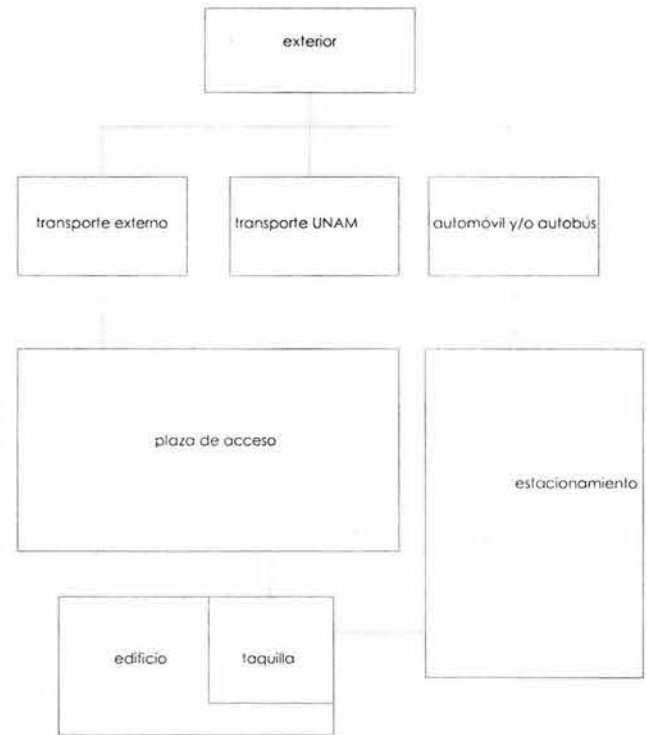 exterior
transporte externo
transporte UNAM
automóvil y/o autobús
plaza de acceso
estacionamiento
edificio
taquilla